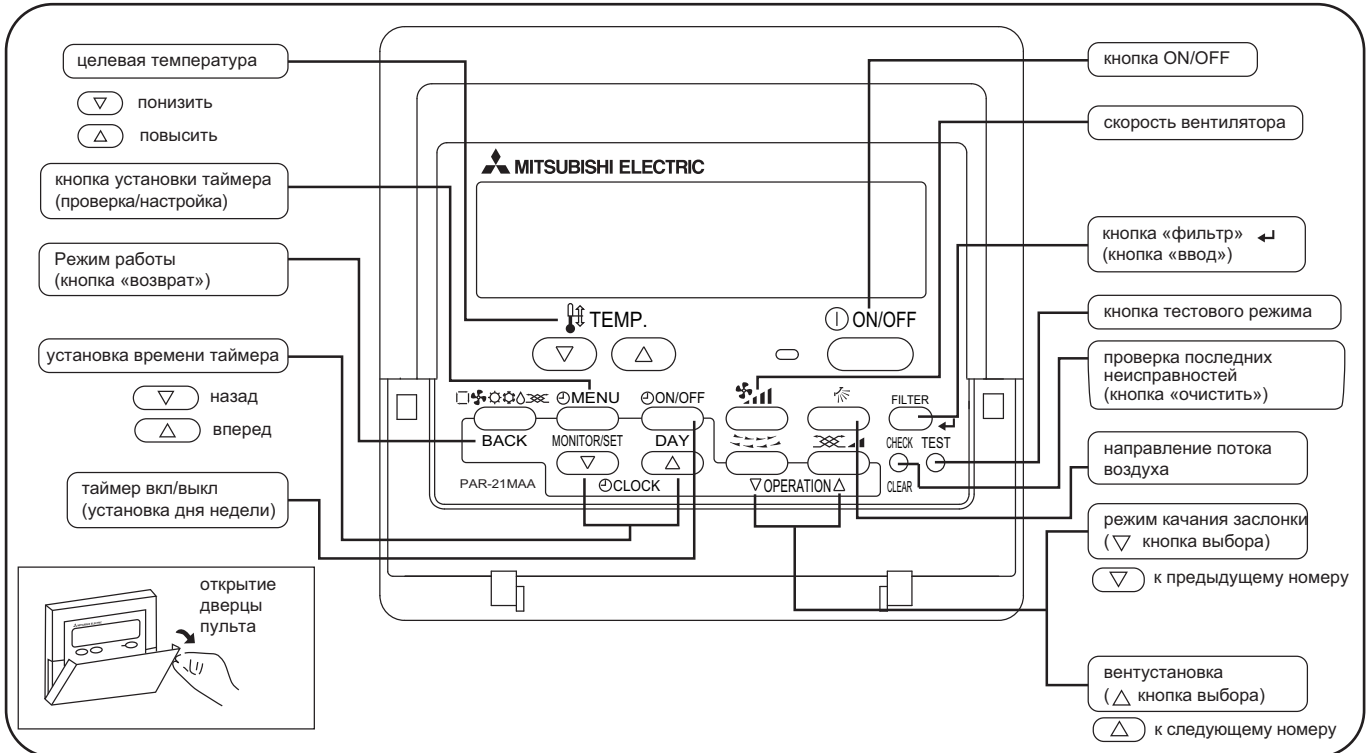 целевая температура
▽ понизить
△ повысить
кнопка установки таймера
(проверка/настройка)
Режим работы
(кнопка «возврат»)
установка времени таймера
▽ назад
△ вперед
таймер вкл/выкл
(установка дня недели)
открытие
дверцы
пульта
MITSUBISHI ELECTRIC
TEMP.
ON/OFF
▽ △
MENU
ON/OFF
FILTER
BACK
MONITOR/SET
DAY
CHECK TEST
▽ △
PAR-21MAA
CLOCK
▽ OPERATION △
CLEAR
кнопка ON/OFF
скорость вентилятора
кнопка «фильтр» ↵
(кнопка «ввод»)
кнопка тестового режима
проверка последних
неисправностей
(кнопка «очистить»)
направление потока
воздуха
режим качания заслонки
(▽ кнопка выбора)
▽ к предыдущему номеру
вентустановка
(△ кнопка выбора)
△ к следующему номеру